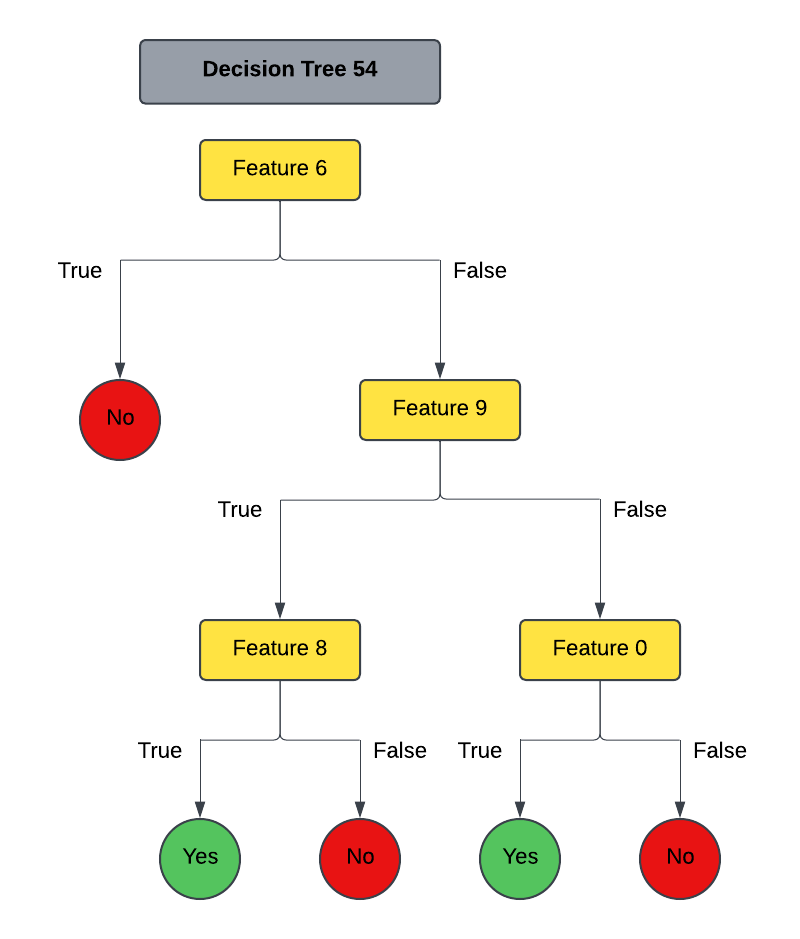 Decision Tree 54
Feature 6
True
False
No
Feature 9
True
False
Feature 8
Feature 0
True
False
True
False
Yes
No
Yes
No